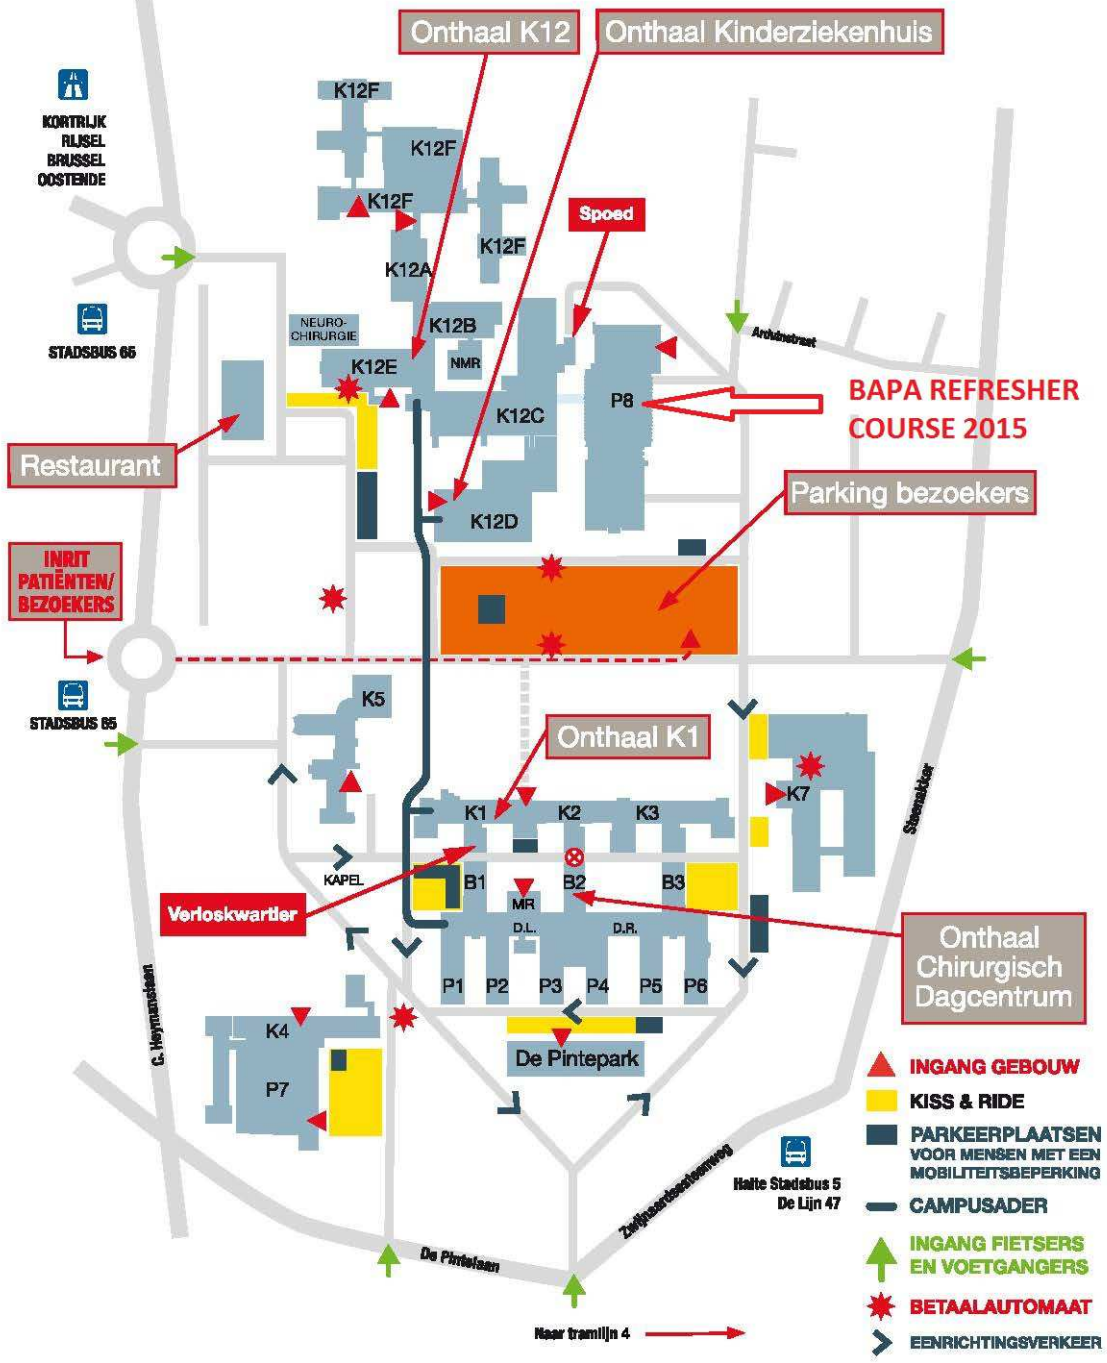 Onthaal K12
Onthaal Kinderziekenhuis
KORTRIJK
RIJSEL
BRUSSEL
OOSTENDE
K12F
K12F
K12F
K12F
Spoed
K12A
STADSBUS 65
NEURO-
CHIRURGIE
K12B
NMR
K12E
K12C
P8
Arduinstraat
BAPA REFRESHER
COURSE 2015
Restaurant
Parking bezoekers
K12D
INRIT
PATIËNTEN/
BEZOEKERS
STADSBUS 65
K5
Onthaal K1
K7
Steenakker
K1
K2
K3
KAPEL
B1
B2
B3
MR
D.L.
D.R.
Verloskwartier
P1
P2
P3
P4
P5
P6
Onthaal
Chirurgisch
Dagcentrum
C. Heymanslaan
K4
P7
De Pintepark
INGANG GEBOUW
KISS & RIDE
PARKEERPLAATSEN
VOOR MENSEN MET EEN
MOBILITEITSBEPERKING
CAMPUSADER
INGANG FIETSERS
EN VOETGANGERS
BETAALAUTOMAAT
EENRICHTINGSVERKEER
Halte Stadsbus 5
De Lijn 47
Zwijnaardsesteenweg
De Pintelaan
Naar tramlijn 4